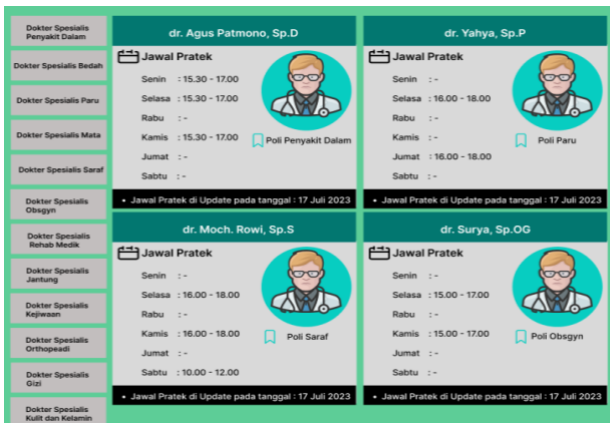 Dokter Spesialis
Penyakit Dalam
Dokter Spesialis Bedah
Dokter Spesialis Paru
Dokter Spesialis Mata
Dokter Spesialis Saraf
Dokter Spesialis
Obsgyn
Dokter Spesialis
Rehab Medik
Dokter Spesialis
Jantung
Dokter Spesialis
Kejiwaan
Dokter Spesialis
Orthopeadi
Dokter Spesialis
Gizi
Dokter Spesialis
Kulit dan Kelamin
dr. Agus Patmono, Sp.D
Jawal Pratek
Senin : 15.30 - 17.00
Selasa : 15.30 - 17.00
Rabu : -
Kamis : 15.30 - 17.00
Jumat : -
Sabtu : -
Poli Penyakit Dalam
• Jawal Pratek di Update pada tanggal : 17 Juli 2023
dr. Yahya, Sp.P
Jawal Pratek
Senin : -
Selasa : 16.00 - 18.00
Rabu : -
Kamis : -
Jumat : 16.00 - 18.00
Sabtu : -
Poli Paru
• Jawal Pratek di Update pada tanggal : 17 Juli 2023
dr. Moch. Rowi, Sp.S
Jawal Pratek
Senin : -
Selasa : 16.00 - 18.00
Rabu : -
Kamis : 16.00 - 18.00
Jumat : -
Sabtu : 10.00 - 12.00
Poli Saraf
• Jawal Pratek di Update pada tanggal : 17 Juli 2023
dr. Surya, Sp.OG
Jawal Pratek
Senin : -
Selasa : 15.00 - 17.00
Rabu : -
Kamis : 15.00 - 17.00
Jumat : -
Sabtu : -
Poli Obsgyn
• Jawal Pratek di Update pada tanggal : 17 Juli 2023